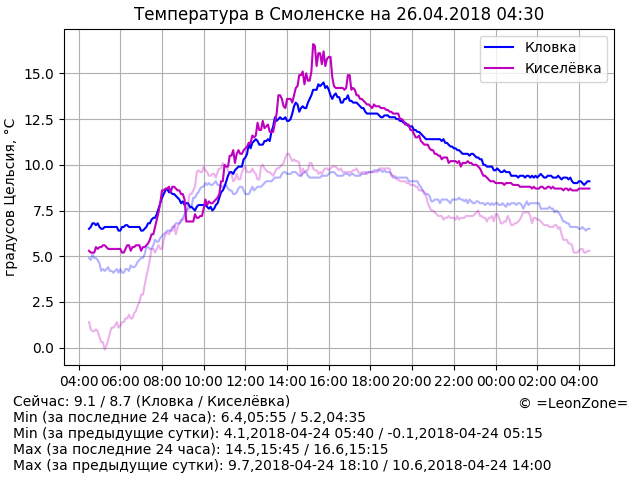 Температура в Смоленске на 26.04.2018 04:30
Кловка
Киселёвка
градусов Цельсия, °C
15.0
12.5
10.0
7.5
5.0
2.5
0.0
04:00 06:00 08:00 10:00 12:00 14:00 16:00 18:00 20:00 22:00 00:00 02:00 04:00
Сейчас: 9.1 / 8.7 (Кловка / Киселёвка)
© =LeonZone=
Min (за последние 24 часа): 6.4,05:55 / 5.2,04:35
Min (за предыдущие сутки): 4.1,2018-04-24 05:40 / -0.1,2018-04-24 05:15
Max (за последние 24 часа): 14.5,15:45 / 16.6,15:15
Max (за предыдущие сутки): 9.7,2018-04-24 18:10 / 10.6,2018-04-24 14:00